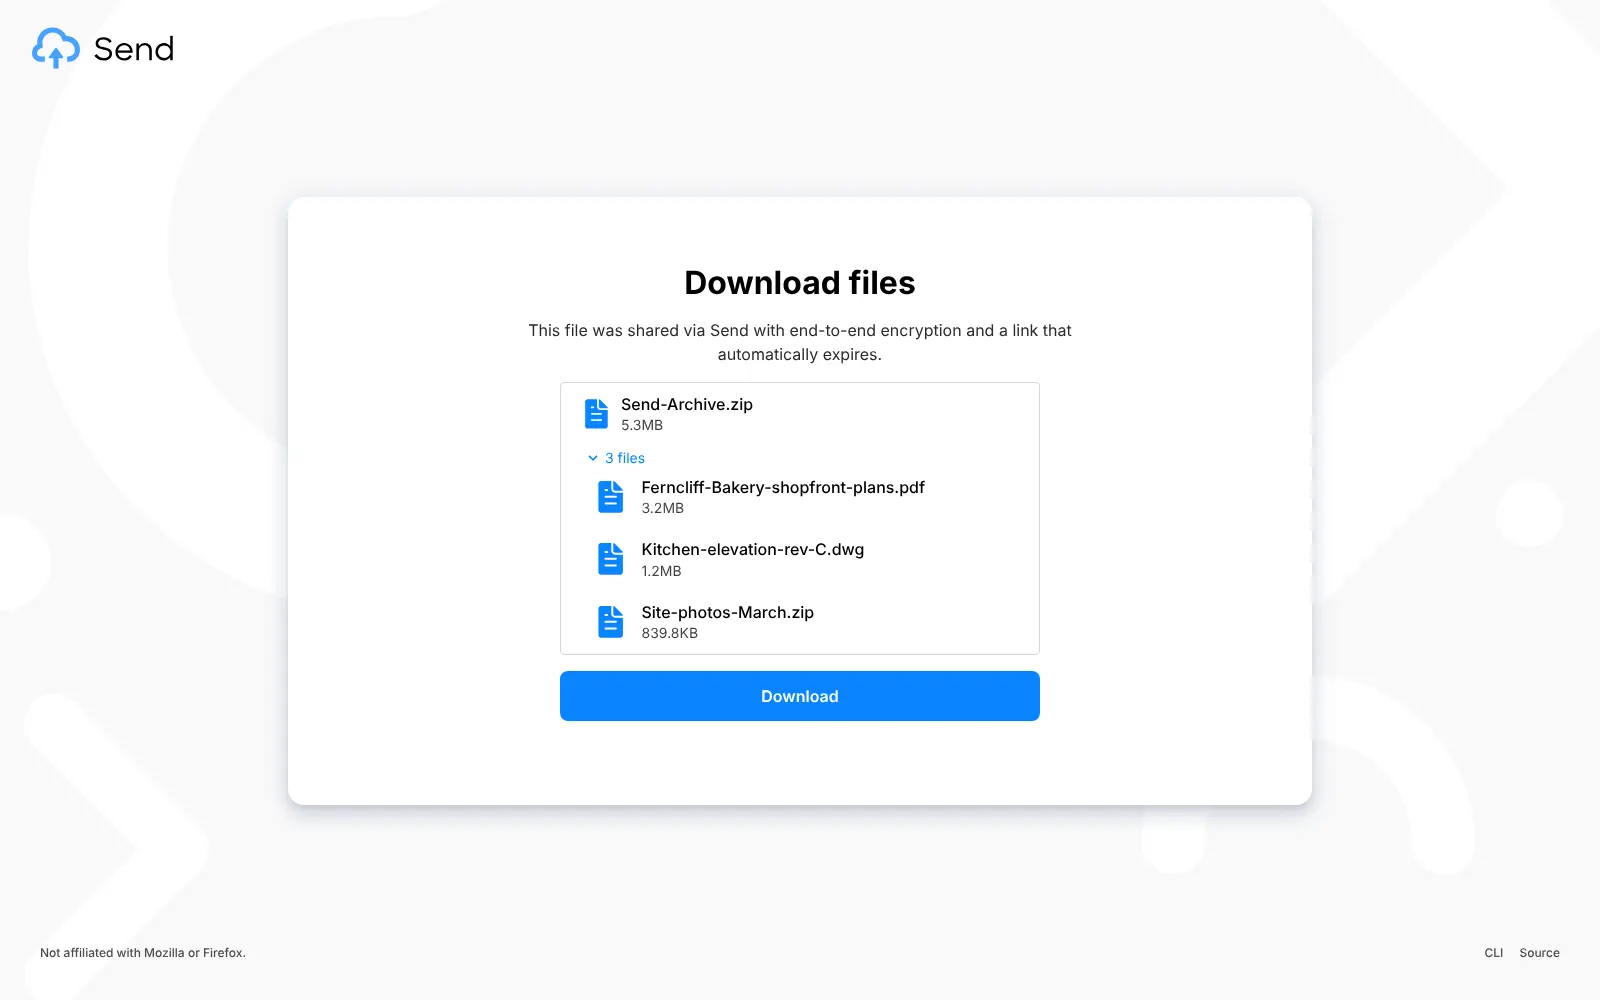 Send
Download files
This file was shared via Send with end-to-end encryption and a link that
automatically expires.
Send-Archive.zip
5.3MB
3 files
Ferncliff-Bakery-shopfront-plans.pdf
3.2MB
Kitchen-elevation-rev-C.dwg
1.2MB
Site-photos-March.zip
839.8KB
Download
Not affiliated with Mozilla or Firefox.
CLI Source